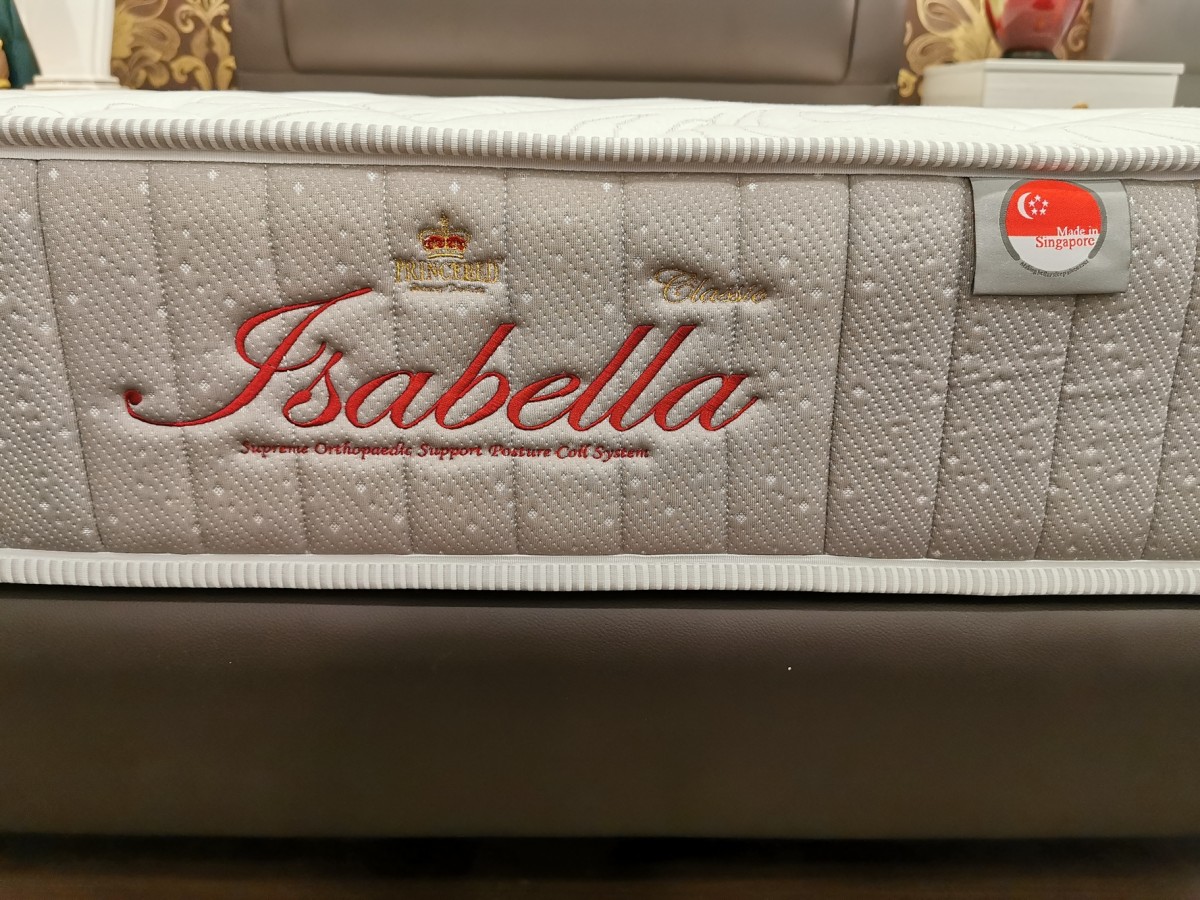 PRINCEBED
Classic
Isabella
Supreme Orthopaedic Support Posture Coil System
Made in
Singapore